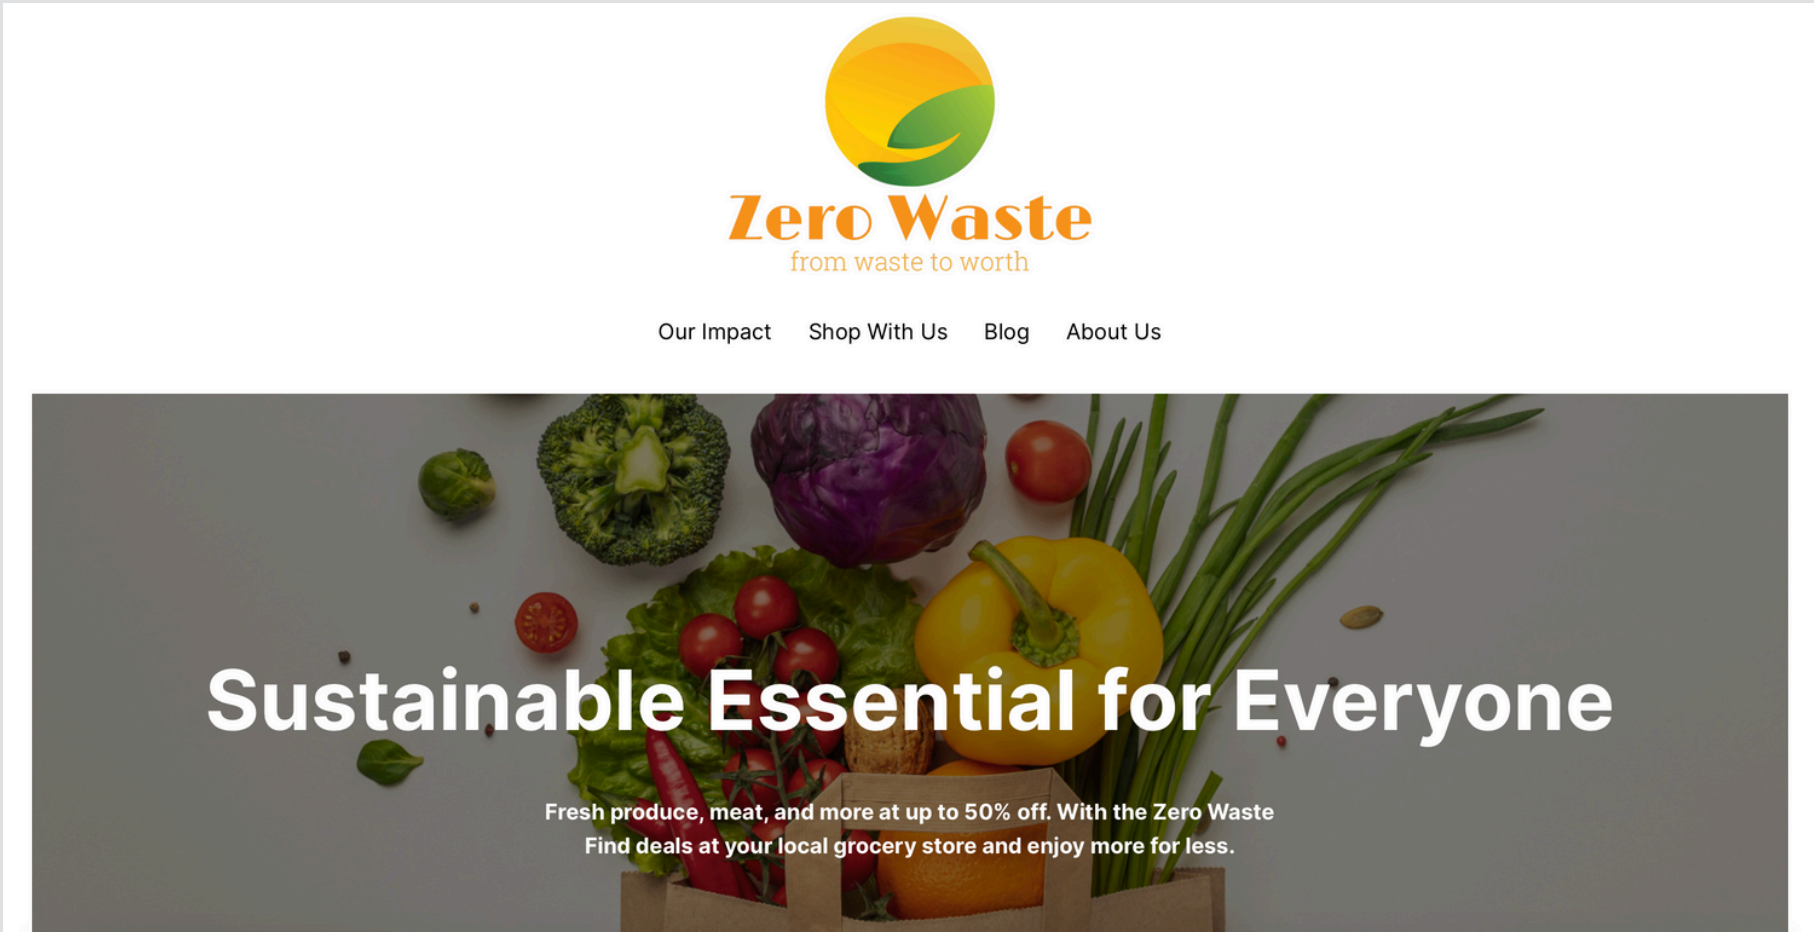 Zero Waste
from waste to worth
Our Impact Shop With Us Blog About Us
Sustainable Essential for Everyone
Fresh produce, meat, and more at up to 50% off. With the Zero Waste
Find deals at your local grocery store and enjoy more for less.